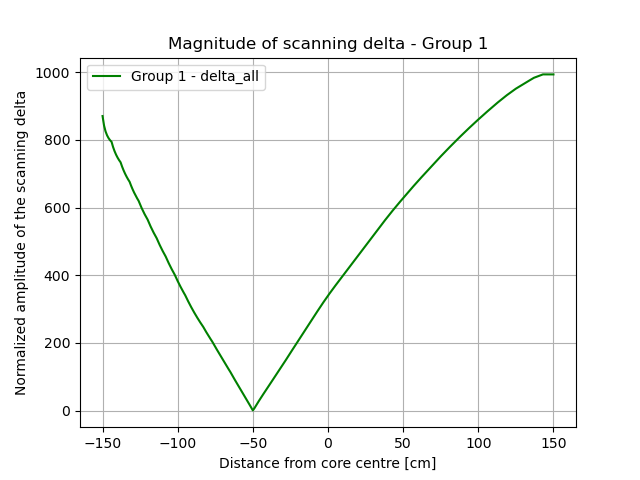 Magnitude of scanning delta - Group 1
Group 1 - delta_all
Normalized amplitude of the scanning delta
1000
800
600
400
200
0
−150 −100 −50 0 50 100 150
Distance from core centre [cm]